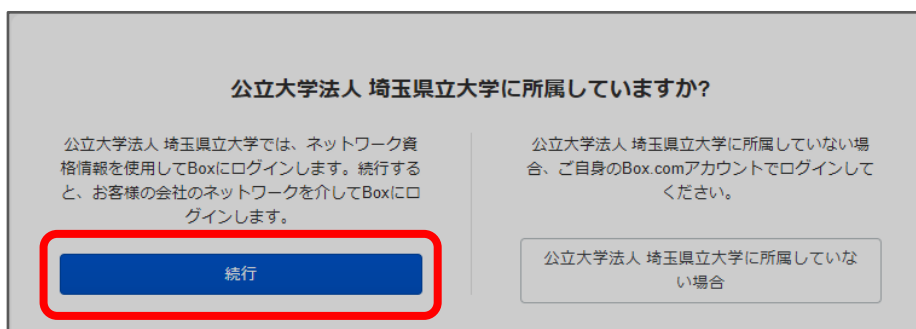 公立大学法人 埼玉県立大学に所属していますか?
公立大学法人 埼玉県立大学では、ネットワーク資
格情報を使用してBoxにログインします。続行する
と、お客様の会社のネットワークを介してBoxにロ
グインします。
続行
公立大学法人 埼玉県立大学に所属していない場
合、ご自身のBox.comアカウントでログインして
ください。
公立大学法人 埼玉県立大学に所属していな
い場合